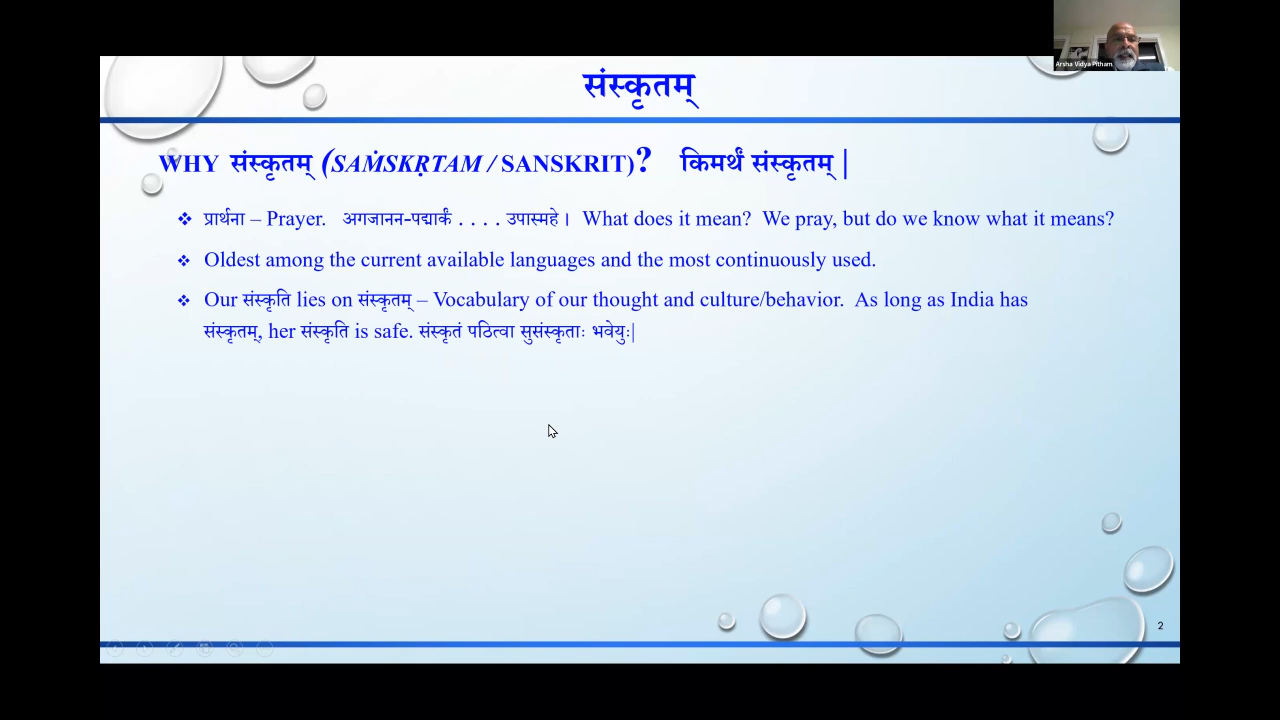 Arsha Vidya Pitham
संस्कृतम्
WHY संस्कृतम् (SAṀSKṚTAM / SANSKRIT)? किमर्थं संस्कृतम् |
❖ प्रार्थना – Prayer. अगजानन-पद्मार्कं . . . . उपास्महे । What does it mean? We pray, but do we know what it means?
❖ Oldest among the current available languages and the most continuously used.
❖ Our संस्कृति lies on संस्कृतम् – Vocabulary of our thought and culture/behavior. As long as India has
संस्कृतम्, her संस्कृति is safe. संस्कृतं पठित्वा सुसंस्कृताः भवेयुः|
2